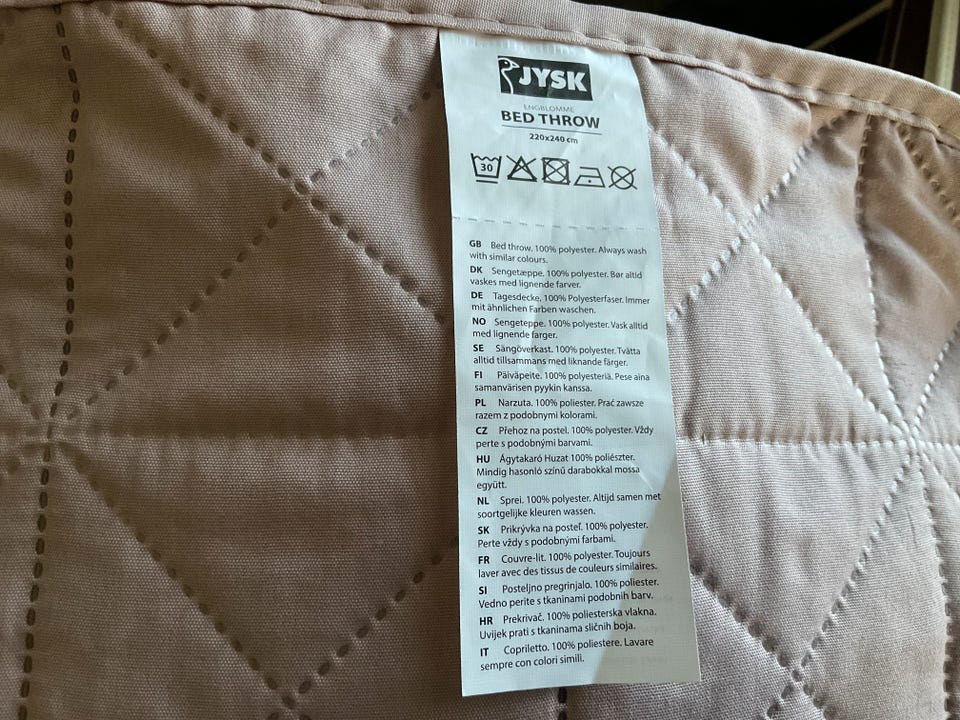 JYSK
ENGBLOMME
BED THROW
220x240 cm
30
GB Bed throw. 100% polyester. Always wash
with similar colours.
DK Sengetæppe. 100% polyester. Bør altid
vaskes med lignende farver.
DE Tagesdecke. 100% Polyesterfaser. Immer
mit ähnlichen Farben waschen.
NO Sengeteppe. 100% polyester. Vask alltid
med lignende farger.
SE Sängöverkast. 100% polyester. Tvätta
alltid tillsammans med liknande färger.
FI Päiväpeite. 100% polyesteriä. Pese aina
samanvärisen pyykin kanssa.
PL Narzuta. 100% poliester. Prać zawsze
razem z podobnymi kolorami.
CZ Přehoz na postel. 100% polyester. Vždy
perte s podobnými barvami.
HU Ágytakaró Huzat 100% poliészter.
Mindig hasonló színű darabokkal mossa
együtt.
NL Sprei. 100% polyester. Altijd samen met
soortgelijke kleuren wassen.
SK Prikrývka na posteľ. 100% polyester.
Perte vždy s podobnými farbami.
FR Couvre-lit. 100% polyester. Toujours
laver avec des tissus de couleurs similaires.
SI Posteljno pregrinjalo. 100% poliester.
Vedno perite s tkaninami podobnih barv.
HR Prekrivač. 100% poliesterska vlakna.
Uvijek prati s tkaninama sličnih boja.
IT Copriletto. 100% poliestere. Lavare
sempre con colori simili.